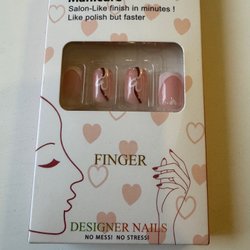 Salon-Like finish in minutes !
Like polish but faster
FINGER
DESIGNER NAILS
NO MESS! NO STRESS!